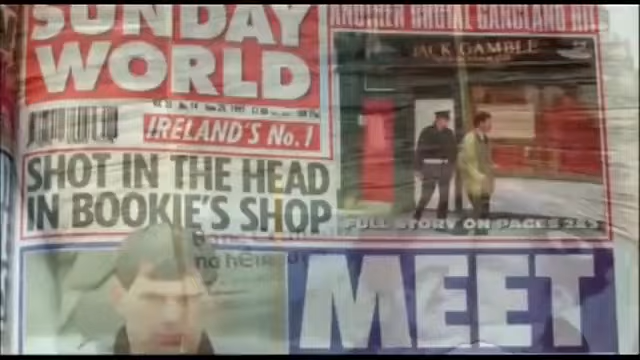 SUNDAY
WORLD
IRELAND'S No.1
SHOT IN THE HEAD
IN BOOKIE'S SHOP
ANOTHER BRUTAL GANGLAND HIT
JACK GAMBLE
FULL STORY ON PAGES 2&3
MEET